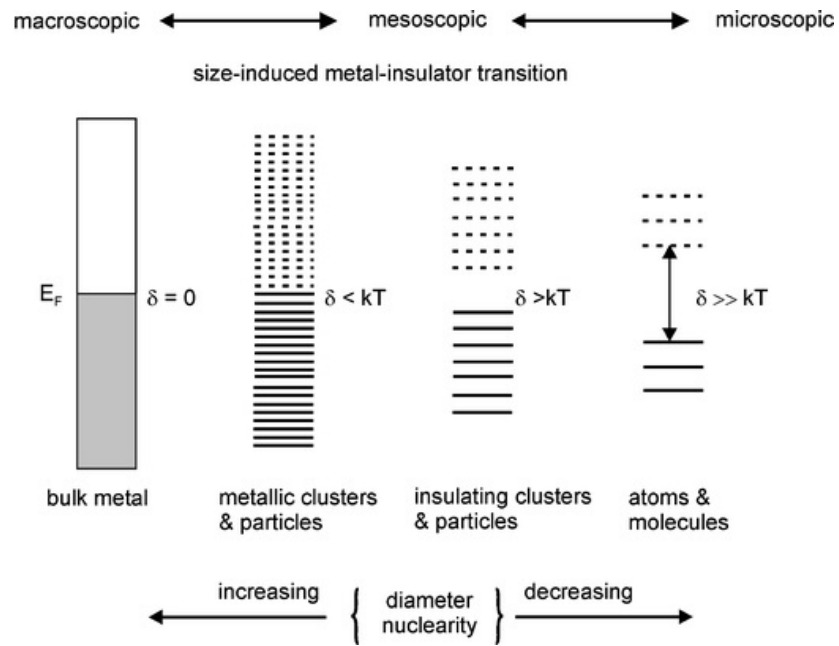 macroscopic mesoscopic microscopic
size-induced metal-insulator transition
E_F δ = 0 δ < kT δ >kT δ >> kT
bulk metal metallic clusters insulating clusters atoms &
& particles & particles molecules
increasing { diameter } decreasing
nuclearity